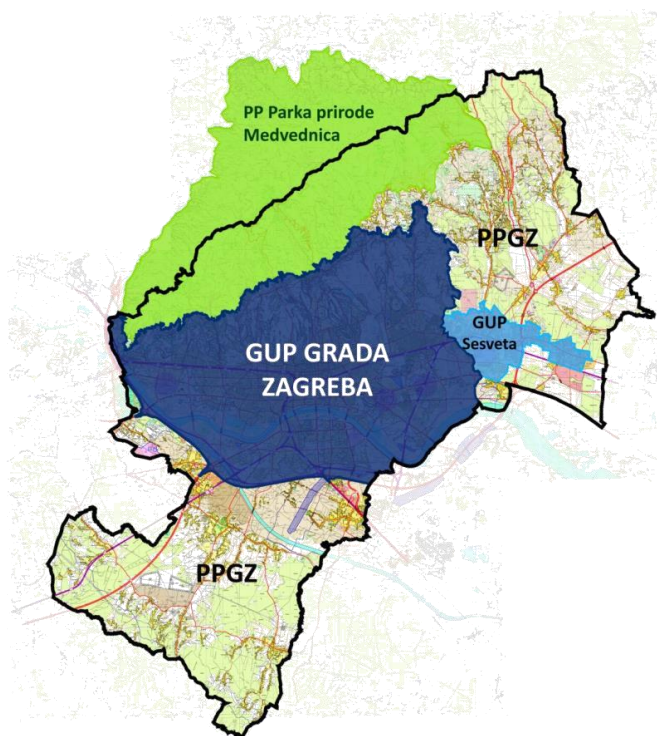 PP Parka prirode
Medvednica
PPGZ
GUP
Sesveta
GUP GRADA
ZAGREBA
PPGZ